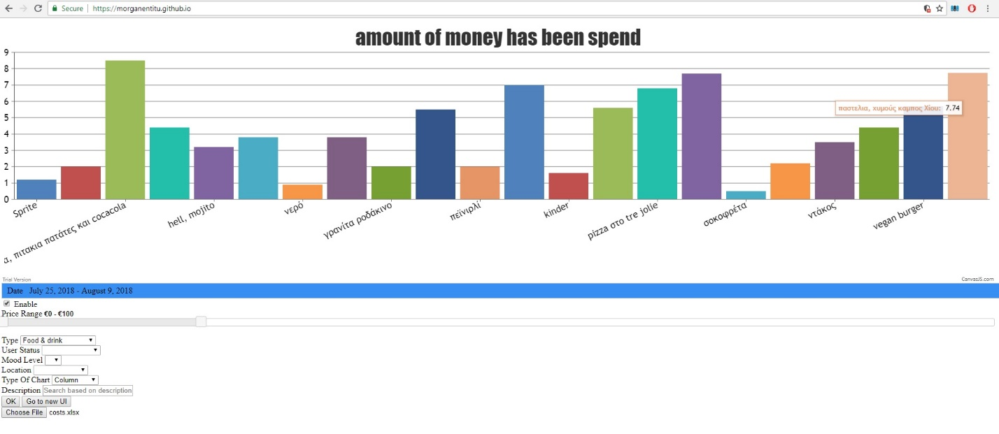 Secure | https://morganentitu.github.io
amount of money has been spend
9
8
7
6
5
4
3
2
1
0
παστελια, χυμούς καμπος Χίου: 7.74
Sprite
α, πιτακια πατάτες και cocacola
hell, mojito
νερό
γρανίτα ροδάκινο
πεϊνιρλί
kinder
pizza στο tre jolie
σοκοφρέτα
ντάκος
vegan burger
Trial Version
CanvasJS.com
Date July 25, 2018 - August 9, 2018
Enable
Price Range €0 - €100
Type Food & drink
User Status
Mood Level
Location
Type Of Chart Column
Description Search based on description
OK Go to new UI
Choose File costs.xlsx